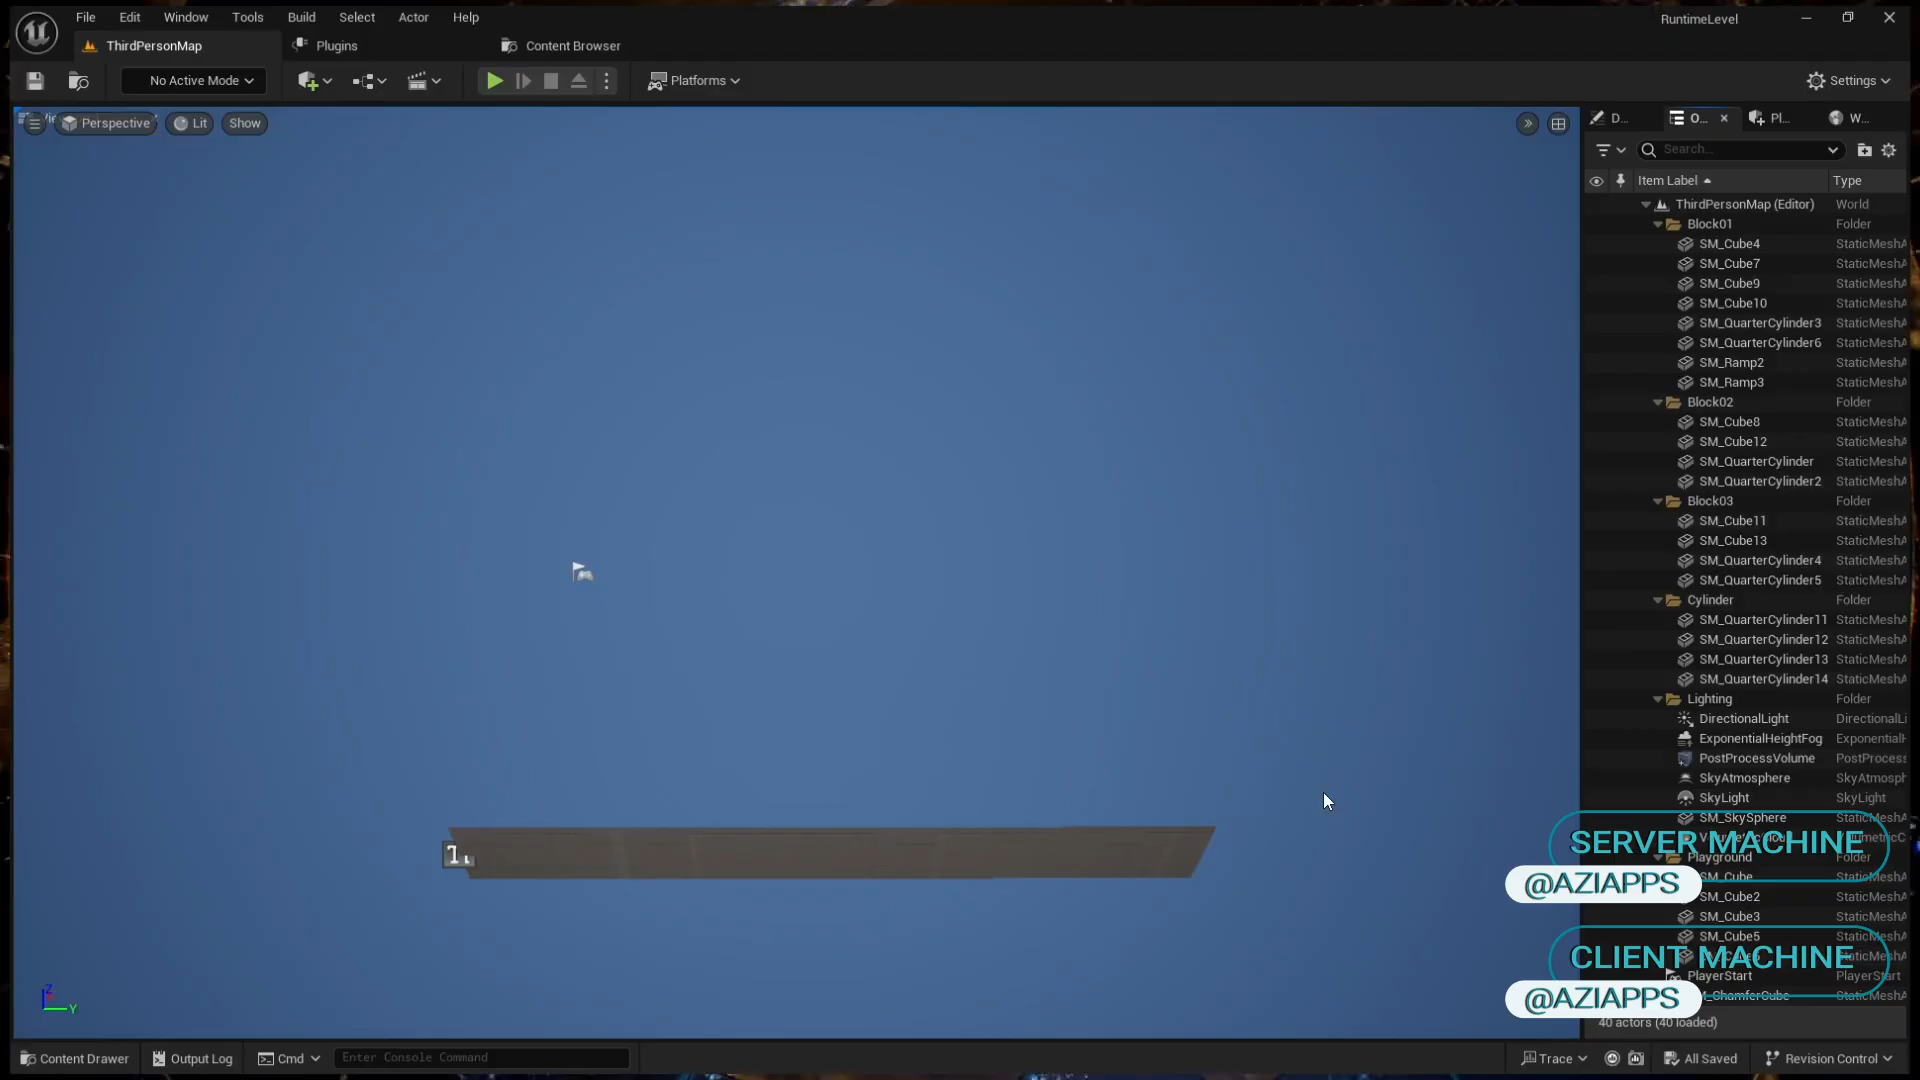 File Edit Window Tools Build Select Actor Help
RuntimeLevel
ThirdPersonMap
Plugins
Content Browser
No Active Mode
Platforms
Settings
Perspective
Lit
Show
D...
O...
Pl...
W...
Search...
Item Label
Type
ThirdPersonMap (Editor) World
Block01 Folder
SM_Cube4 StaticMeshA
SM_Cube7 StaticMeshA
SM_Cube9 StaticMeshA
SM_Cube10 StaticMeshA
SM_QuarterCylinder3 StaticMeshA
SM_QuarterCylinder6 StaticMeshA
SM_Ramp2 StaticMeshA
SM_Ramp3 StaticMeshA
Block02 Folder
SM_Cube8 StaticMeshA
SM_Cube12 StaticMeshA
SM_QuarterCylinder StaticMeshA
SM_QuarterCylinder2 StaticMeshA
Block03 Folder
SM_Cube11 StaticMeshA
SM_Cube13 StaticMeshA
SM_QuarterCylinder4 StaticMeshA
SM_QuarterCylinder5 StaticMeshA
Cylinder Folder
SM_QuarterCylinder11 StaticMeshA
SM_QuarterCylinder12 StaticMeshA
SM_QuarterCylinder13 StaticMeshA
SM_QuarterCylinder14 StaticMeshA
Lighting Folder
DirectionalLight DirectionalLi
ExponentialHeightFog ExponentialH
PostProcessVolume PostProcess
SkyAtmosphere SkyAtmosph
SkyLight SkyLight
SM_SkySphere StaticMeshA
SERVER MACHINE
Playground Folder
SM_Cube StaticMeshA
@AZIAPPS
SM_Cube2 StaticMeshA
SM_Cube3 StaticMeshA
SM_Cube5 StaticMeshA
CLIENT MACHINE
PlayerStart PlayerStart
@AZIAPPS
SM_ChamferCube StaticMeshA
40 actors (40 loaded)
Z
Y
Content Drawer
Output Log
Cmd
Enter Console Command
Trace
All Saved
Revision Control